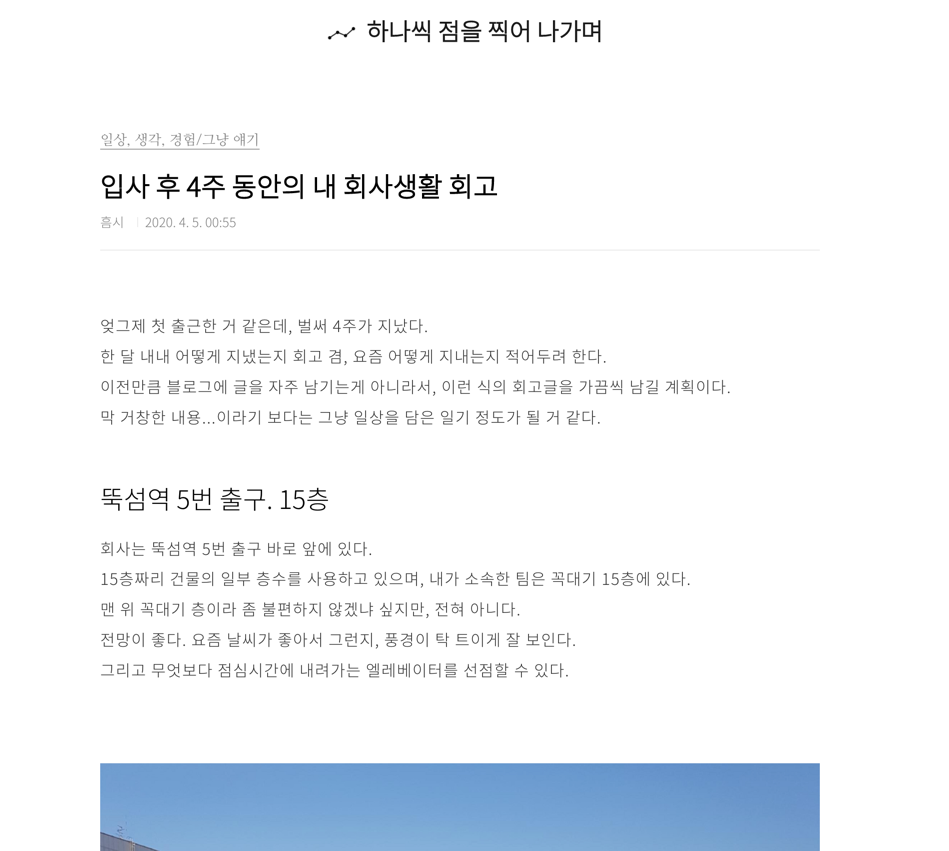 하나씩 점을 찍어 나가며
일상, 생각, 경험/그냥 얘기
입사 후 4주 동안의 내 회사생활 회고
흠시 2020. 4. 5. 00:55
엊그제 첫 출근한 거 같은데, 벌써 4주가 지났다.
한 달 내내 어떻게 지냈는지 회고 겸, 요즘 어떻게 지내는지 적어두려 한다.
이전만큼 블로그에 글을 자주 남기는게 아니라서, 이런 식의 회고글을 가끔씩 남길 계획이다.
막 거창한 내용...이라기 보다는 그냥 일상을 담은 일기 정도가 될 거 같다.
뚝섬역 5번 출구. 15층
회사는 뚝섬역 5번 출구 바로 앞에 있다.
15층짜리 건물의 일부 층수를 사용하고 있으며, 내가 소속한 팀은 꼭대기 15층에 있다.
맨 위 꼭대기 층이라 좀 불편하지 않겠냐 싶지만, 전혀 아니다.
전망이 좋다. 요즘 날씨가 좋아서 그런지, 풍경이 탁 트이게 잘 보인다.
그리고 무엇보다 점심시간에 내려가는 엘레베이터를 선점할 수 있다.